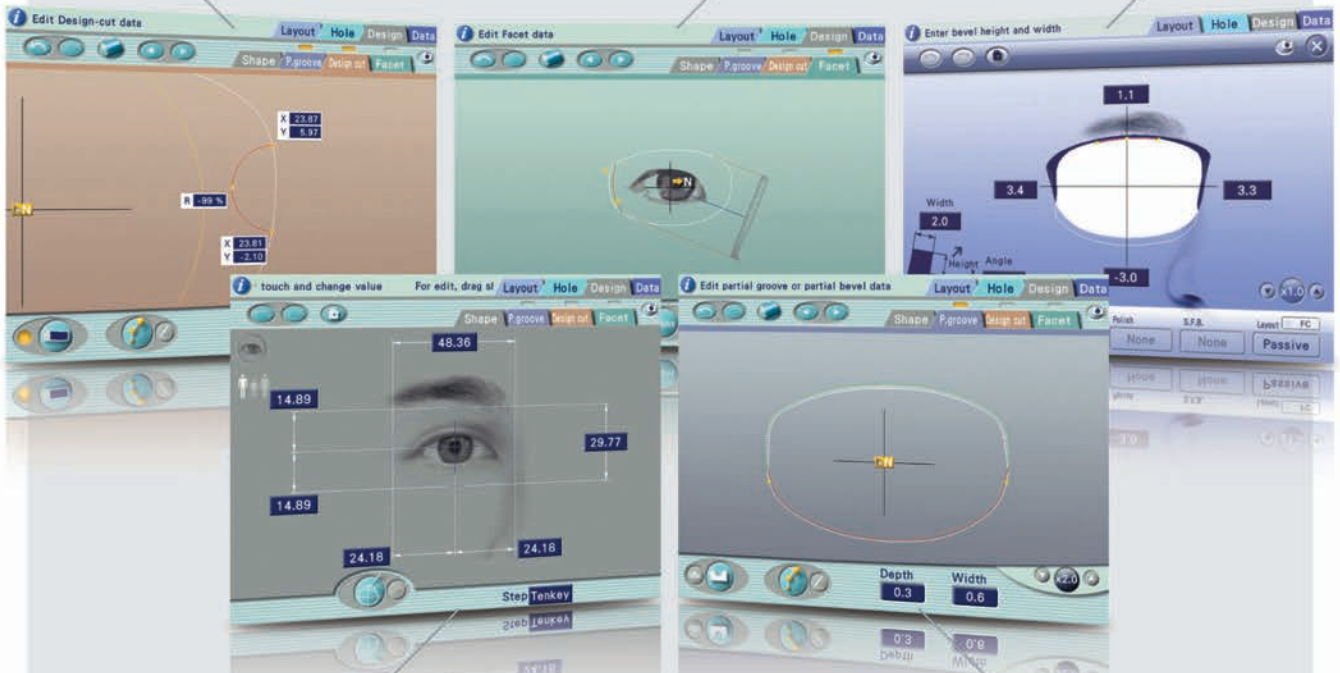 Edit Design-cut data
Layout Hole Design Data
Shape P.groove Design cut Facet
X 23.87
Y 5.97
R -99 %
N
X 23.81
Y -2.10
Edit Facet data
Layout Hole Design Data
Shape P.groove Design cut Facet
N
Enter bevel height and width
Layout Hole Design Data
1.1
3.4
3.3
Width
2.0
Height Angle
-3.0
x1.0
Polish S.F.B. Layout FC
None None Passive
touch and change value For edit, drag sl
Layout Hole Design Data
Shape P.groove Design cut Facet
48.36
14.89
29.77
14.89
24.18
24.18
Step Tenkey
Edit partial groove or partial bevel data
Layout Hole Design Data
Shape P.groove Design cut Facet
N
Depth Width
0.3 0.6
x2.0